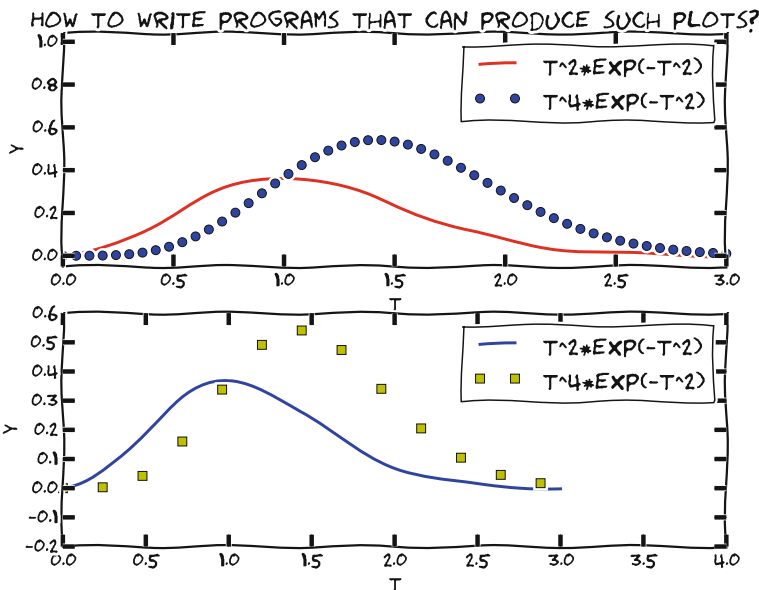 HOW TO WRITE PROGRAMS THAT CAN PRODUCE SUCH PLOTS?
1.0
0.8
0.6
0.4
0.2
0.0
Y
T^2*EXP(-T^2)
T^4*EXP(-T^2)
0.0 0.5 1.0 1.5 2.0 2.5 3.0
T
0.6
0.5
0.4
0.3
0.2
0.1
0.0
-0.1
-0.2
Y
T^2*EXP(-T^2)
T^4*EXP(-T^2)
0.0 0.5 1.0 1.5 2.0 2.5 3.0 3.5 4.0
T